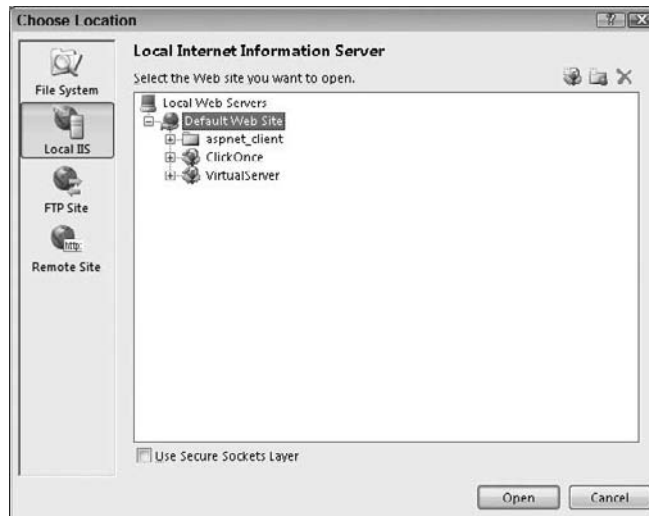 Choose Location
File System
Local IIS
FTP Site
http:
Remote Site
Local Internet Information Server
Select the Web site you want to open.
Local Web Servers
Default Web Site
aspnet_client
ClickOnce
VirtualServer
Use Secure Sockets Layer
Open
Cancel